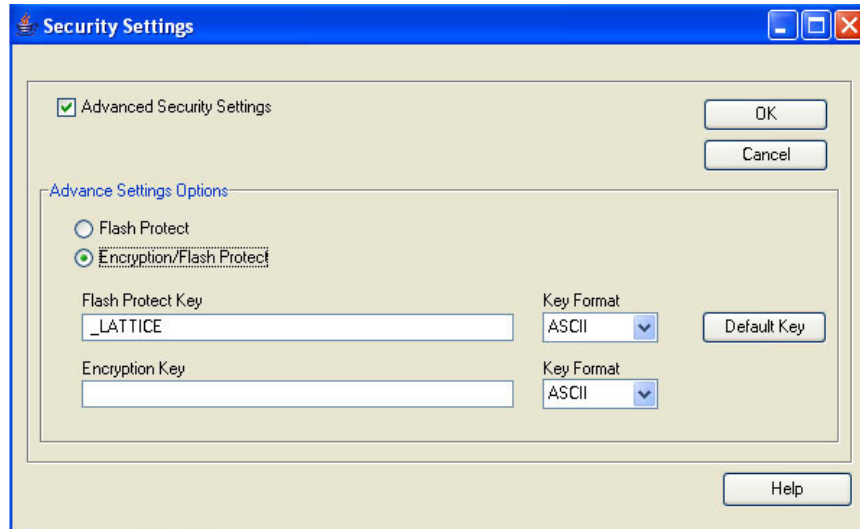 Security Settings
Advanced Security Settings
OK
Cancel
Advance Settings Options
Flash Protect
Encryption/Flash Protect
Flash Protect Key
Key Format
_LATTICE
ASCII
Default Key
Encryption Key
Key Format
ASCII
Help